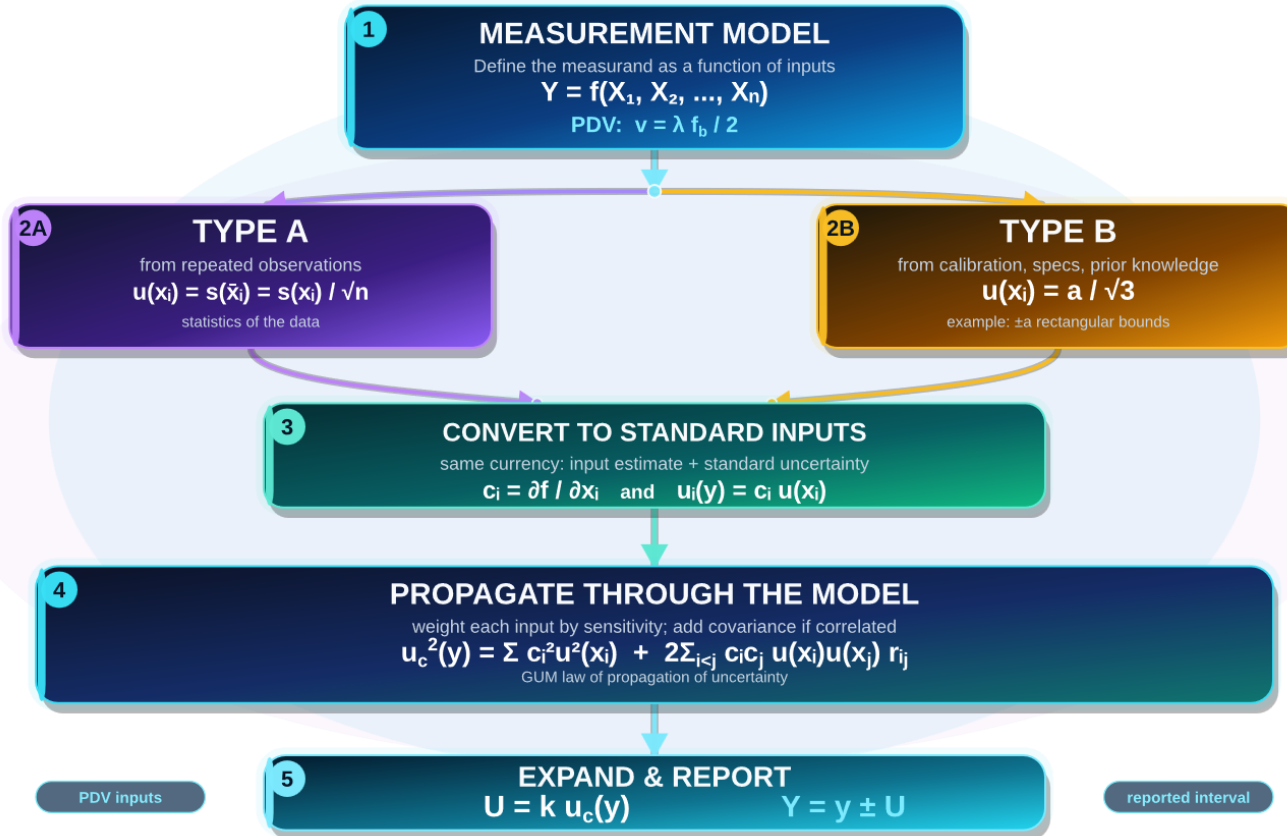 1
MEASUREMENT MODEL
Define the measurand as a function of inputs
Y = f(X₁, X₂, ..., Xₙ)
PDV: v = λ f_b / 2
2A
TYPE A
from repeated observations
u(xᵢ) = s(x̄ᵢ) = s(xᵢ) / √n
statistics of the data
2B
TYPE B
from calibration, specs, prior knowledge
u(xᵢ) = a / √3
example: ±a rectangular bounds
3
CONVERT TO STANDARD INPUTS
same currency: input estimate + standard uncertainty
cᵢ = ∂f / ∂xᵢ and uᵢ(y) = cᵢ u(xᵢ)
4
PROPAGATE THROUGH THE MODEL
weight each input by sensitivity; add covariance if correlated
u_c²(y) = Σ cᵢ²u²(xᵢ) + 2Σ_{i<j} cᵢcⱼ u(xᵢ)u(xⱼ) rᵢⱼ
GUM law of propagation of uncertainty
5
EXPAND & REPORT
U = k u_c(y) Y = y ± U
PDV inputs
reported interval